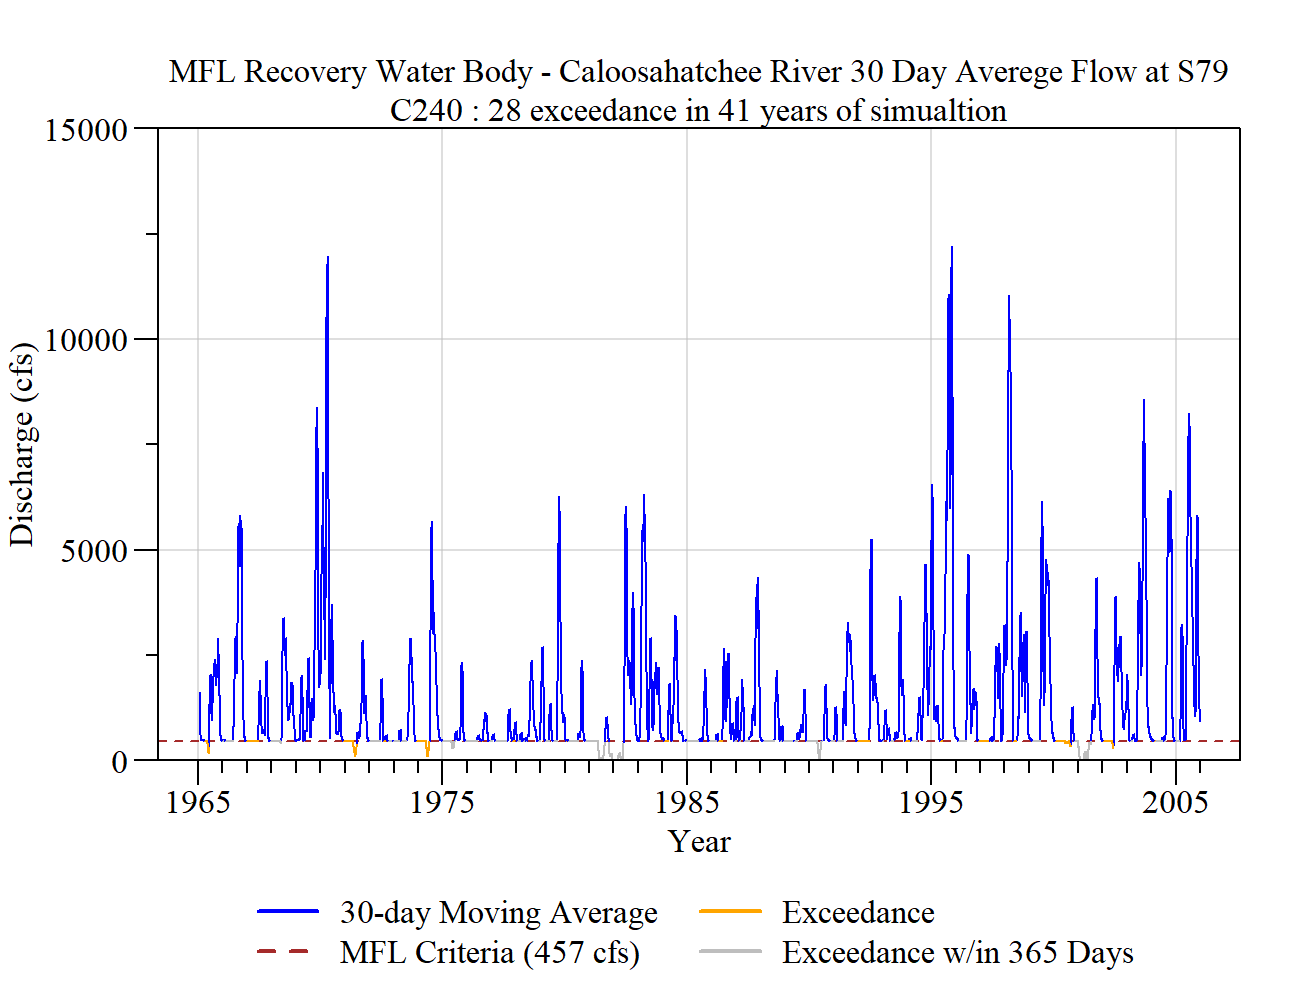 MFL Recovery Water Body - Caloosahatchee River 30 Day Averege Flow at S79
C240 : 28 exceedance in 41 years of simualtion
15000
10000
5000
0
Discharge (cfs)
1965 1975 1985 1995 2005
Year
30-day Moving Average
Exceedance
MFL Criteria (457 cfs)
Exceedance w/in 365 Days